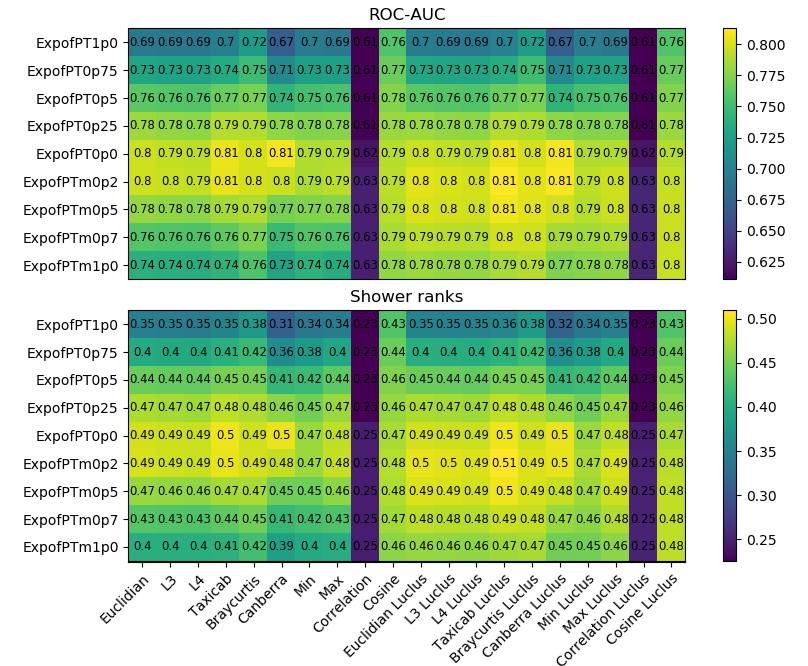 ROC-AUC
ExpofPT1p0 0.69 0.69 0.69 0.7 0.72 0.67 0.7 0.69 0.61 0.76 0.7 0.69 0.69 0.7 0.72 0.67 0.7 0.69 0.61 0.76
ExpofPT0p75 0.73 0.73 0.73 0.74 0.75 0.71 0.73 0.73 0.61 0.77 0.73 0.73 0.73 0.74 0.75 0.71 0.73 0.73 0.61 0.77
ExpofPT0p5 0.76 0.76 0.76 0.77 0.77 0.74 0.75 0.76 0.61 0.78 0.76 0.76 0.76 0.77 0.77 0.74 0.75 0.76 0.61 0.77
ExpofPT0p25 0.78 0.78 0.78 0.79 0.79 0.78 0.78 0.78 0.61 0.78 0.78 0.78 0.78 0.79 0.79 0.78 0.78 0.78 0.61 0.78
ExpofPT0p0 0.8 0.79 0.79 0.81 0.8 0.81 0.79 0.79 0.62 0.79 0.8 0.79 0.79 0.81 0.8 0.81 0.79 0.79 0.62 0.79
ExpofPTm0p2 0.8 0.8 0.79 0.81 0.8 0.8 0.79 0.79 0.63 0.79 0.8 0.8 0.8 0.81 0.8 0.81 0.79 0.8 0.63 0.8
ExpofPTm0p5 0.78 0.78 0.78 0.79 0.79 0.77 0.77 0.78 0.63 0.79 0.8 0.8 0.8 0.81 0.8 0.8 0.79 0.8 0.63 0.8
ExpofPTm0p7 0.76 0.76 0.76 0.76 0.77 0.75 0.76 0.76 0.63 0.79 0.79 0.79 0.79 0.8 0.8 0.79 0.79 0.79 0.63 0.8
ExpofPTm1p0 0.74 0.74 0.74 0.74 0.76 0.73 0.74 0.74 0.63 0.78 0.78 0.78 0.78 0.79 0.79 0.77 0.78 0.78 0.63 0.8
0.800
0.775
0.750
0.725
0.700
0.675
0.650
0.625
Shower ranks
ExpofPT1p0 0.35 0.35 0.35 0.35 0.38 0.31 0.34 0.34 0.23 0.43 0.35 0.35 0.35 0.36 0.38 0.32 0.34 0.35 0.23 0.43
ExpofPT0p75 0.4 0.4 0.4 0.41 0.42 0.36 0.38 0.4 0.23 0.44 0.4 0.4 0.4 0.41 0.42 0.36 0.38 0.4 0.23 0.44
ExpofPT0p5 0.44 0.44 0.44 0.45 0.45 0.41 0.42 0.44 0.23 0.46 0.45 0.44 0.44 0.45 0.45 0.41 0.42 0.44 0.23 0.45
ExpofPT0p25 0.47 0.47 0.47 0.48 0.48 0.46 0.45 0.47 0.23 0.46 0.47 0.47 0.47 0.48 0.48 0.46 0.45 0.47 0.23 0.46
ExpofPT0p0 0.49 0.49 0.49 0.5 0.49 0.5 0.47 0.48 0.25 0.47 0.49 0.49 0.49 0.5 0.49 0.5 0.47 0.48 0.25 0.47
ExpofPTm0p2 0.49 0.49 0.49 0.5 0.49 0.48 0.47 0.48 0.25 0.48 0.5 0.5 0.49 0.51 0.49 0.5 0.47 0.49 0.25 0.48
ExpofPTm0p5 0.47 0.46 0.46 0.47 0.47 0.45 0.45 0.46 0.25 0.48 0.49 0.49 0.49 0.5 0.49 0.48 0.47 0.49 0.25 0.48
ExpofPTm0p7 0.43 0.43 0.43 0.44 0.45 0.41 0.42 0.43 0.25 0.47 0.48 0.48 0.48 0.49 0.48 0.47 0.46 0.48 0.25 0.48
ExpofPTm1p0 0.4 0.4 0.4 0.41 0.42 0.39 0.4 0.4 0.25 0.46 0.46 0.46 0.46 0.47 0.47 0.45 0.45 0.46 0.25 0.48
0.50
0.45
0.40
0.35
0.30
0.25
Euclidian
L3
L4
Taxicab
Braycurtis
Canberra
Min
Max
Correlation
Cosine
Euclidian Luclus
L3 Luclus
L4 Luclus
Taxicab Luclus
Braycurtis Luclus
Canberra Luclus
Min Luclus
Max Luclus
Correlation Luclus
Cosine Luclus